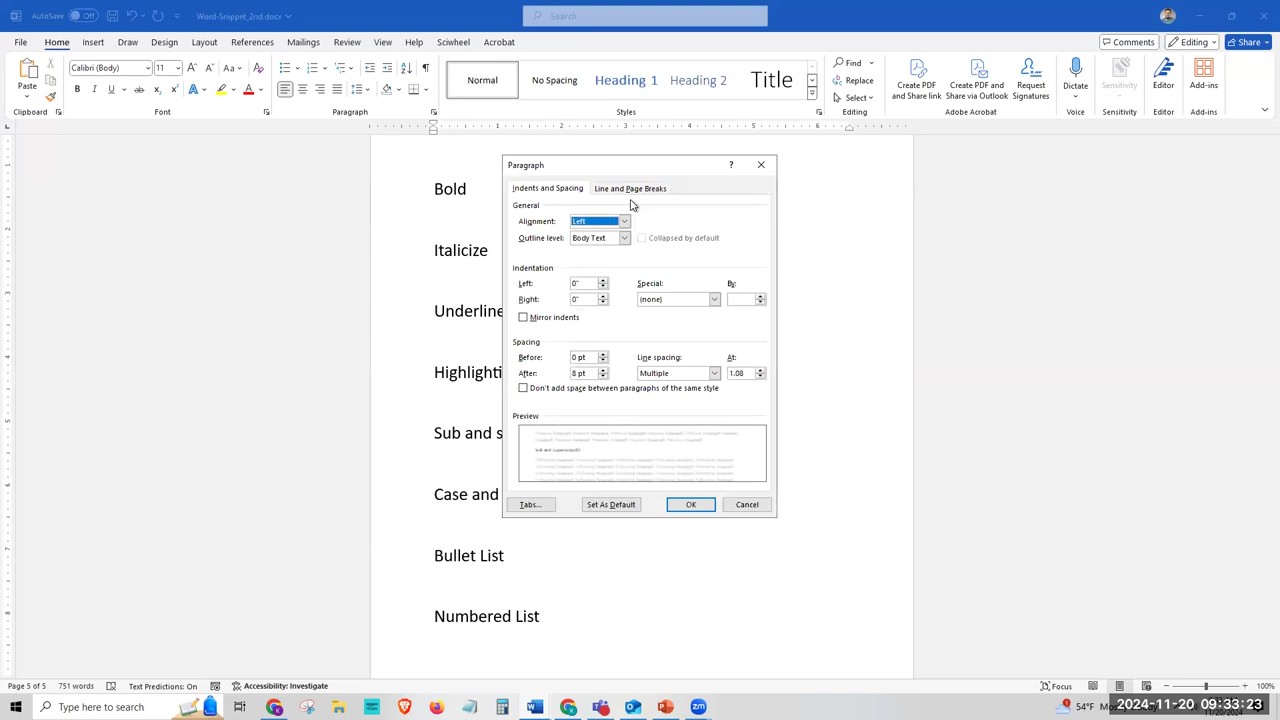 AutoSave Off Word-Snippet_2nd.docx Search
File Home Insert Draw Design Layout References Mailings Review View Help Sciwheel Acrobat Comments Editing Share
Paste Calibri (Body) 11 Normal No Spacing Heading 1 Heading 2 Title Find Replace Select Create PDF and Share link Create PDF and Share via Outlook Request Signatures Dictate Sensitivity Editor Add-ins
Clipboard Font Paragraph Styles Editing Adobe Acrobat Voice Sensitivity Editor Add-ins
1 2 3 4 5 6
Paragraph ?
Bold
Indents and Spacing Line and Page Breaks
General
Alignment: Left
Outline level: Body Text Collapsed by default
Italicize
Indentation
Left: 0" Special: By:
Right: 0" (none)
Underline
Mirror indents
Spacing
Before: 0 pt Line spacing: At:
Highlighti
After: 8 pt Multiple 1.08
Don't add space between paragraphs of the same style
Preview
Sub and s
Case and
Tabs... Set As Default OK Cancel
Bullet List
Numbered List
Page 5 of 5 751 words Text Predictions: On Accessibility: Investigate Focus 100%
Type here to search 54°F 2024-11-20 09:33:23